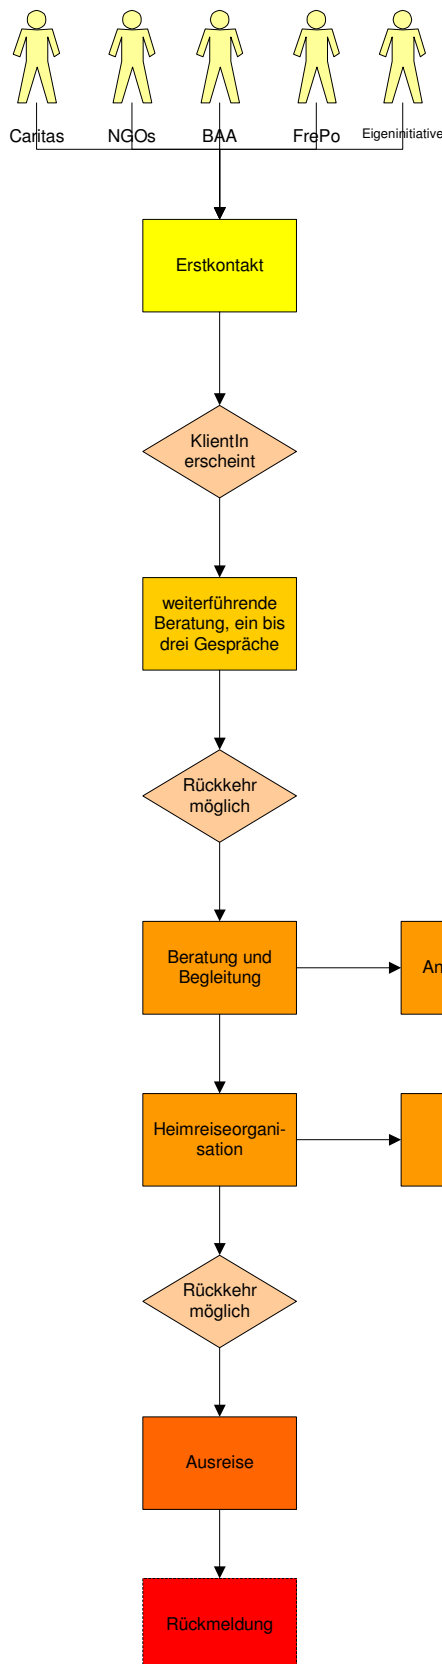 Caritas NGOs BAA FrePo Eigeninitiative
Erstkontakt
KlientIn
erscheint
weiterführende
Beratung, ein bis
drei Gespräche
Rückkehr
möglich
Beratung und
Begleitung
Heimreiseorgani-
sation
Rückkehr
möglich
Ausreise
Rückmeldung